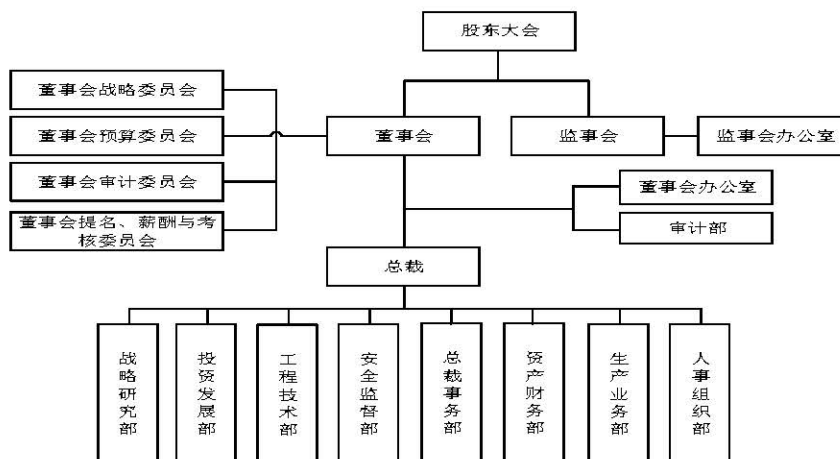 股东大会
董事会战略委员会
董事会预算委员会
董事会
监事会
监事会办公室
董事会审计委员会
董事会办公室
董事会提名、薪酬与考
核委员会
审计部
总裁
战略研究部
投资发展部
工程技术部
安全监督部
总裁事务部
资产财务部
生产业务部
人事组织部